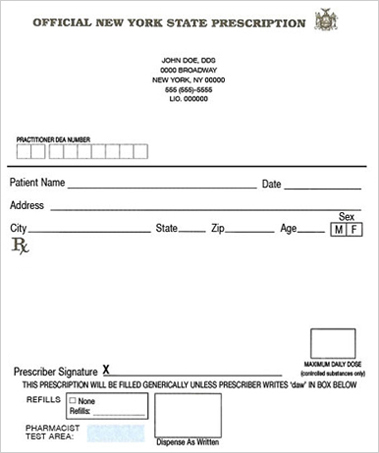 OFFICIAL NEW YORK STATE PRESCRIPTION
JOHN DOE, DDS
0000 BROADWAY
NEW YORK, NY 00000
555 (555)-5555
LIC. 000000
PRACTITIONER DEA NUMBER
Patient Name Date
Address
Sex
City State Zip Age M F
Rx
MAXIMUM DAILY DOSE
(controlled substances only)
Prescriber Signature X
THIS PRESCRIPTION WILL BE FILLED GENERICALLY UNLESS PRESCRIBER WRITES "daw" IN BOX BELOW
REFILLS None
Refills:
PHARMACIST
TEST AREA:
Dispense As Written